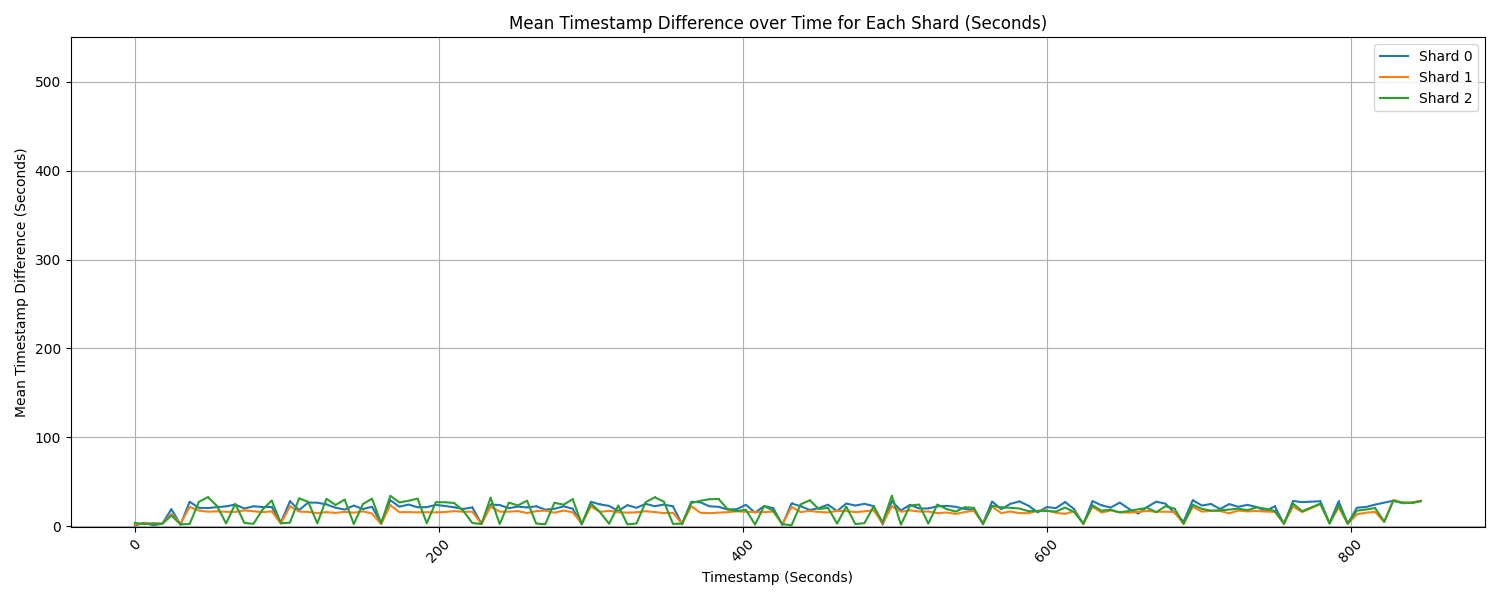 Mean Timestamp Difference over Time for Each Shard (Seconds)
Shard 0
Shard 1
Shard 2
Mean Timestamp Difference (Seconds)
500
400
300
200
100
0
0
200
400
600
800
Timestamp (Seconds)